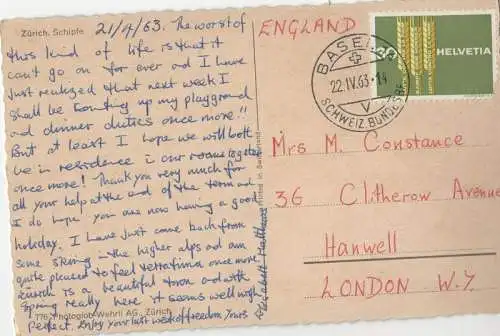 Zürich, Schipfe
21/4/63. The worst of
this kind of life is that it
can't go on for ever and I have
just realized that next week I
shall be totting up my playground
and dinner duties once more!!
But at least I hope we will both
be in residence in our rooms together
once more! Thank you very much for
all your help at the end of the term and
I do hope you are now having a good
holiday. I have just come back from
some skiing in the higher alps and am
quite pleased to feel terra firma once more.
Zürich is a beautiful town and with
Spring really here it seems well nigh
perfect. Enjoy your last week of freedom. Yours
Matthews
7762 Photoglob-Wehrli AG, Zürich
Printed in Switzerland
ENGLAND
HELVETIA
BASEL
22.IV.63
SCHWEIZ. BUNDES
Mrs M. Constance
36 Clitherow Avenue
Hanwell
LONDON W.7.